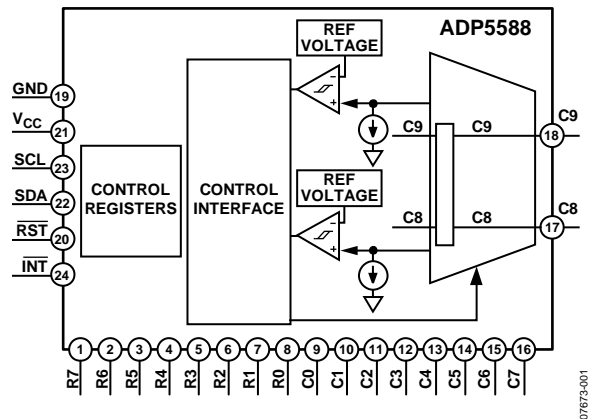 ADP5588
REF
VOLTAGE
GND
19
VCC
21
SCL
23
SDA
22
RST
20
INT
24
CONTROL
REGISTERS
CONTROL
INTERFACE
−
+
C9
C9
18
C9
REF
VOLTAGE
−
+
C8
C8
17
C8
1 2 3 4 5 6 7 8 9 10 11 12 13 14 15 16
R7 R6 R5 R4 R3 R2 R1 R0 C0 C1 C2 C3 C4 C5 C6 C7
07673-001